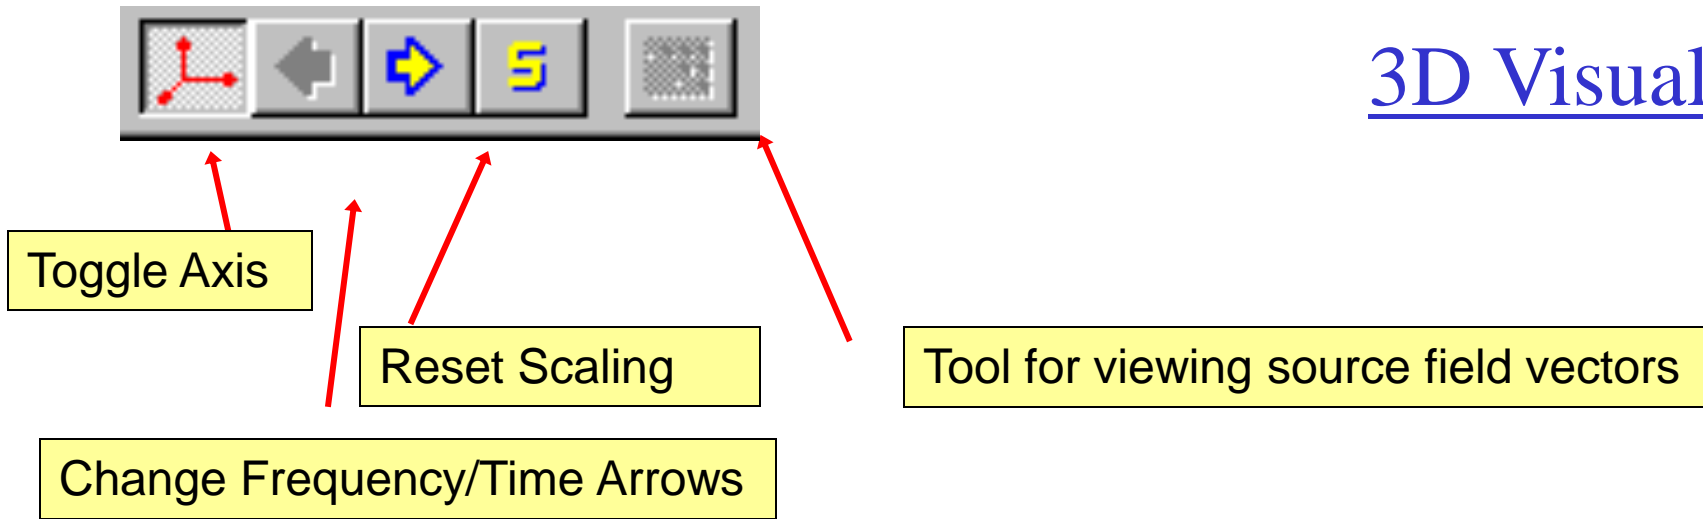 3D Visual
Toggle Axis
Reset Scaling
Tool for viewing source field vectors
Change Frequency/Time Arrows